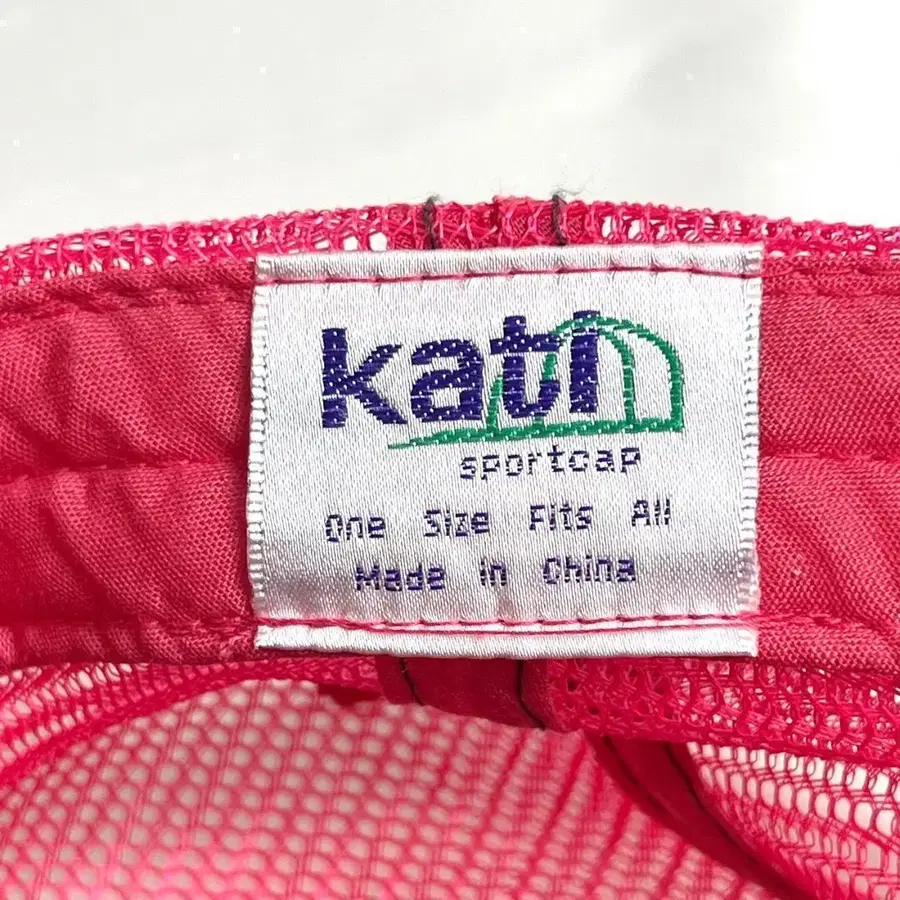 kati
sportcap
One Size Fits All
Made in China